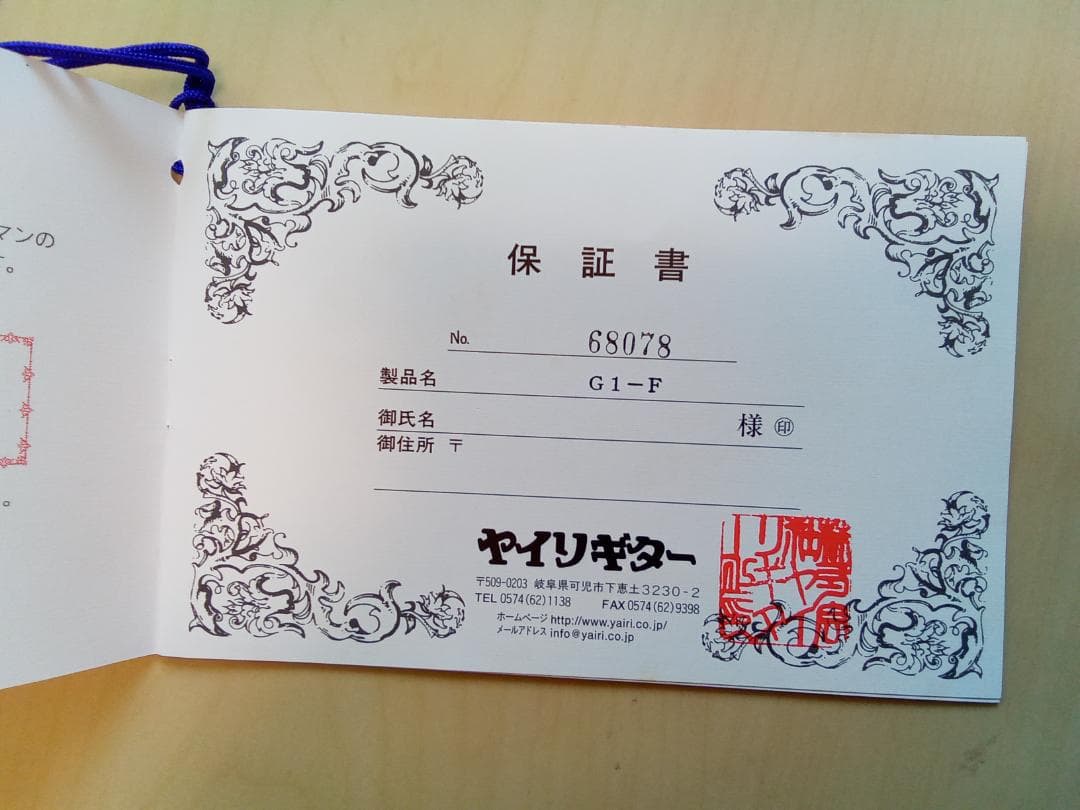 マンの
。
。
保証書
No. 68078
製品名 G1-F
御氏名 様 ㊞
御住所 〒
ヤイリギター
〒509-0203 岐阜県可児市下恵土3230-2
TEL 0574(62)1138 FAX 0574(62)9398
ホームページ http://www.yairi.co.jp/
メールアドレス info@yairi.co.jp